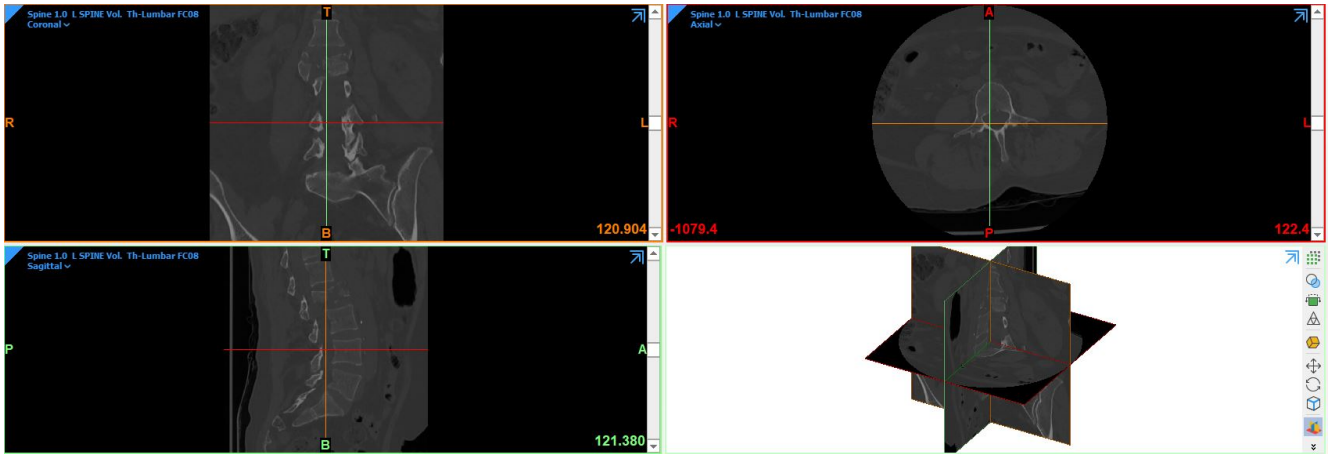 Spine 1.0 L SPINE Vol. Th-Lumbar FC08
Coronal
T
R
L
B
120.904
Spine 1.0 L SPINE Vol. Th-Lumbar FC08
Axial
A
R
L
P
-1079.4
122.4
Spine 1.0 L SPINE Vol. Th-Lumbar FC08
Sagittal
T
P
A
B
121.380